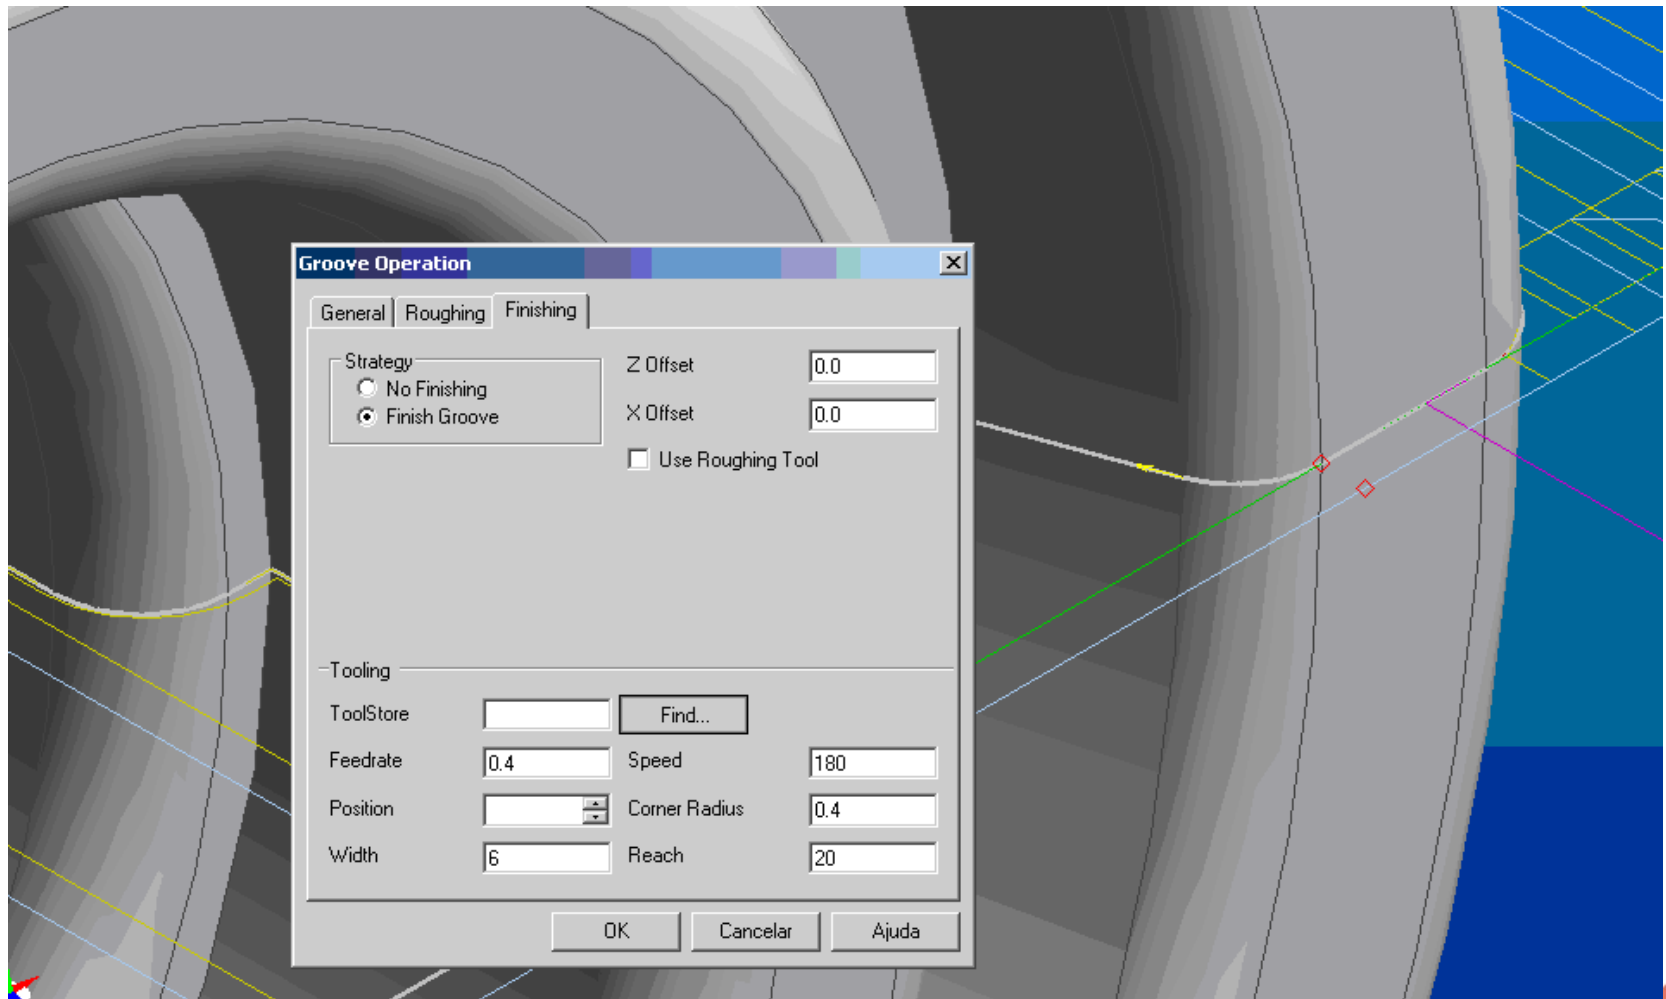 Groove Operation
General Roughing Finishing
Strategy
No Finishing
Finish Groove
Z Offset 0.0
X Offset 0.0
Use Roughing Tool
Tooling
ToolStore Find...
Feedrate 0.4 Speed 180
Position Corner Radius 0.4
Width 6 Reach 20
OK Cancelar Ajuda